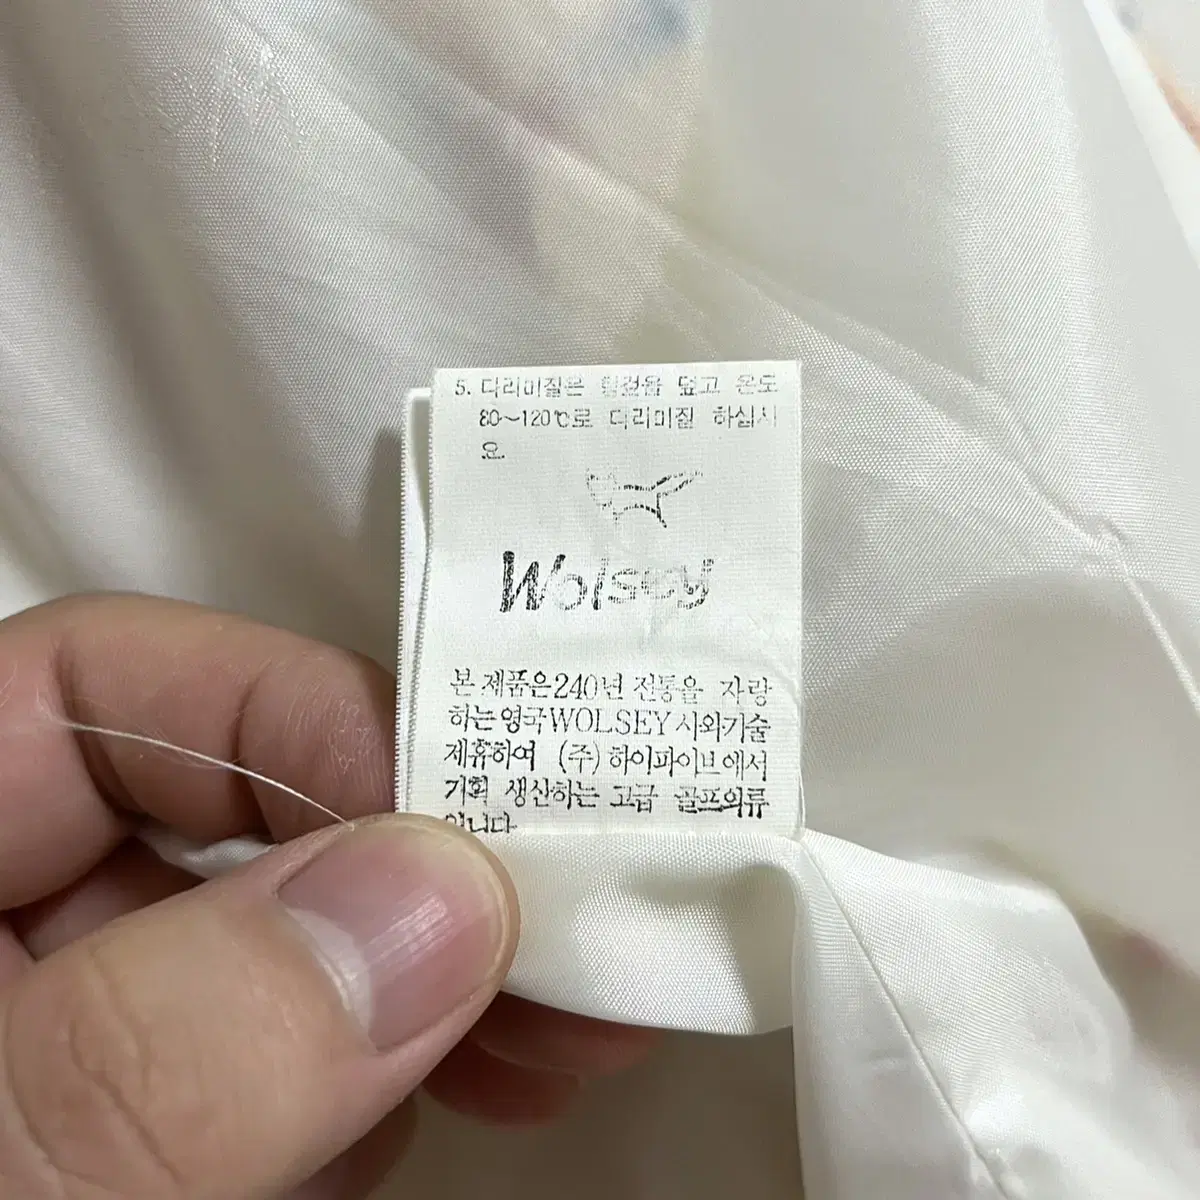 5. 다리미질은 헝겊을 덮고 온도
80~120℃로 다리미질 하십시
요
Wolsey
본 제품은 240년 전통을 자랑
하는 영국 WOLSEY 사와 기술
제휴하여 (주) 하이파이브에서
기획 생산하는 고급 골프의류
입니다